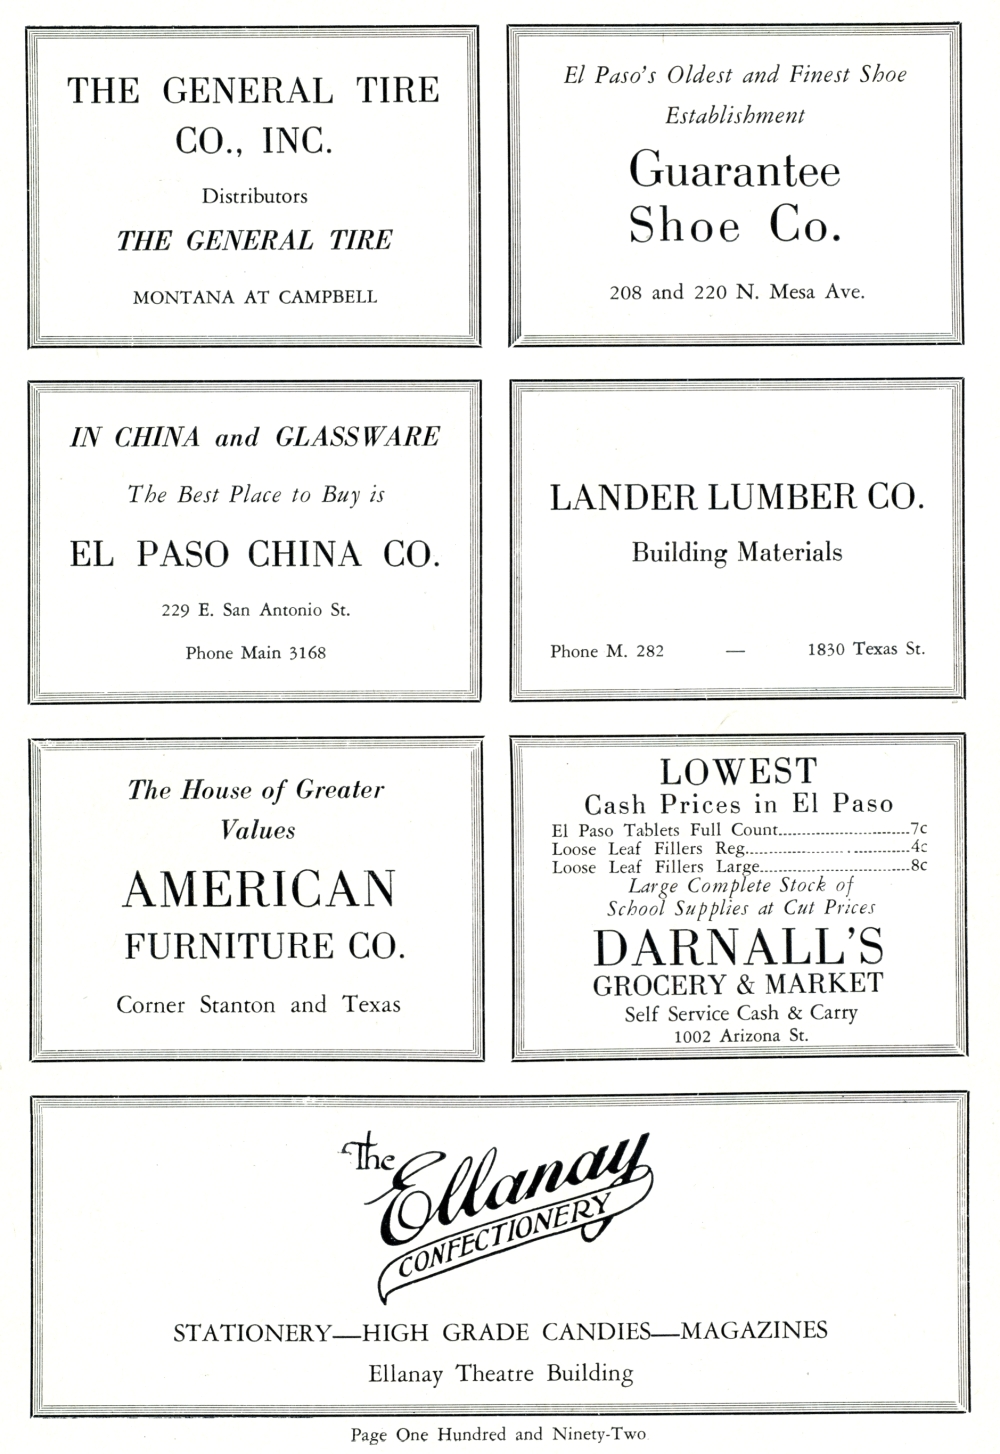 THE GENERAL TIRE
CO., INC.
Distributors
THE GENERAL TIRE
MONTANA AT CAMPBELL
El Paso's Oldest and Finest Shoe
Establishment
Guarantee
Shoe Co.
208 and 220 N. Mesa Ave.
IN CHINA and GLASSWARE
The Best Place to Buy is
EL PASO CHINA CO.
229 E. San Antonio St.
Phone Main 3168
LANDER LUMBER CO.
Building Materials
Phone M. 282 — 1830 Texas St.
The House of Greater
Values
AMERICAN
FURNITURE CO.
Corner Stanton and Texas
LOWEST
Cash Prices in El Paso
El Paso Tablets Full Count..............................7c
Loose Leaf Fillers Reg......................................4c
Loose Leaf Fillers Large...................................8c
Large Complete Stock of
School Supplies at Cut Prices
DARNALL'S
GROCERY & MARKET
Self Service Cash & Carry
1002 Arizona St.
The Ellanay
CONFECTIONERY
STATIONERY—HIGH GRADE CANDIES—MAGAZINES
Ellanay Theatre Building
Page One Hundred and Ninety-Two